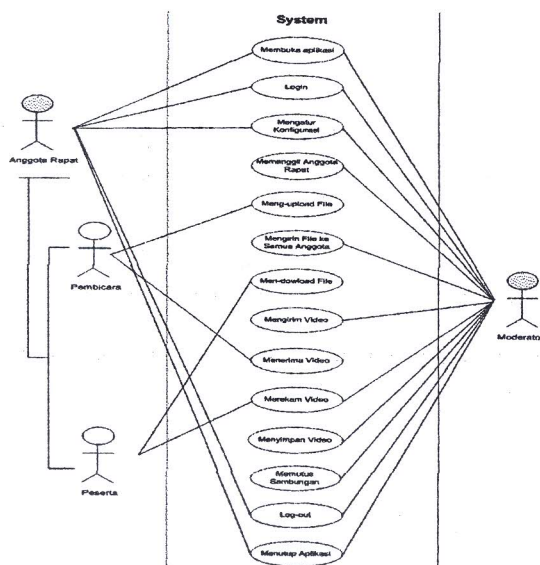 System
Membuka aplikasi
Login
Mengatur
Konfigurasi
Anggota Rapat
Memanggil Anggota
Rapat
Meng-upload File
Mengirim File ke
Semua Anggota
Pembicara
Men-dowload File
Mengirim Video
Moderator
Menerima Video
Merekam Video
Menyimpan Video
Memutus
Sambungan
Peserta
Log-out
Menutup Aplikasi